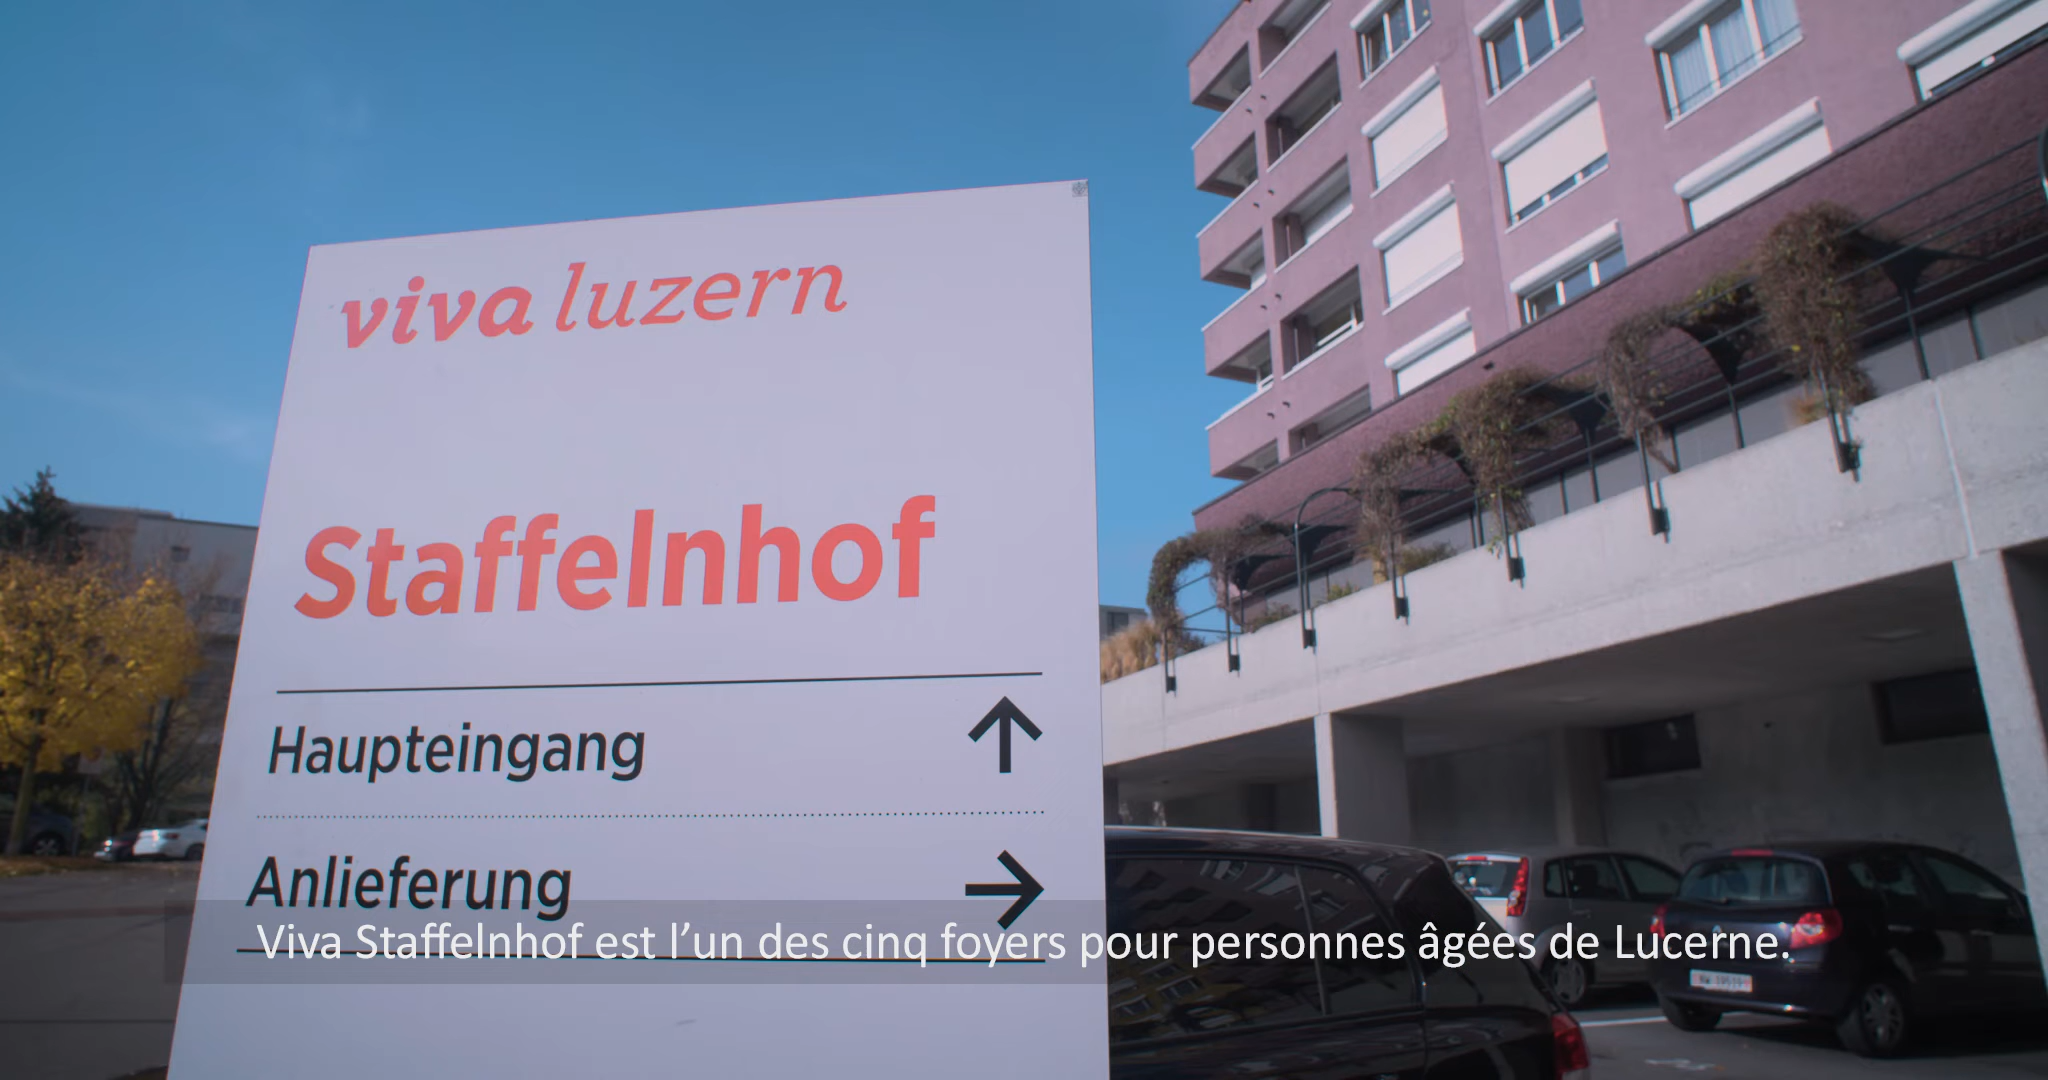 viva luzern
Staffelnhof
Haupteingang
Anlieferung
Viva Staffelnhof est l’un des cinq foyers pour personnes âgées de Lucerne.